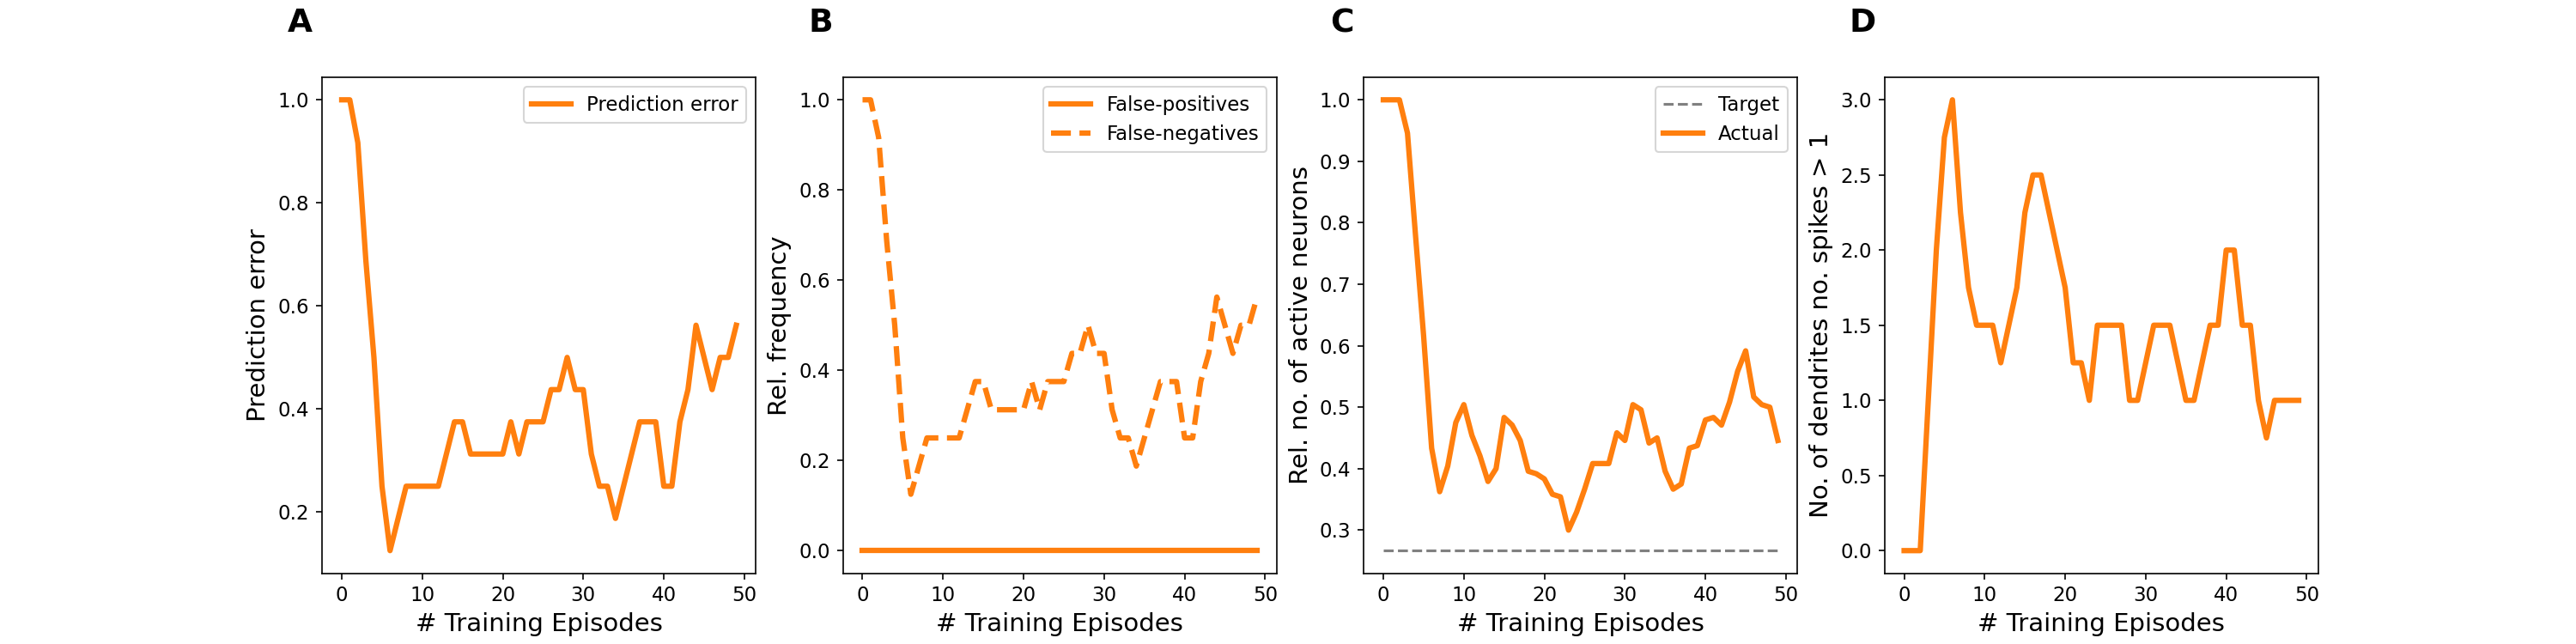 A
B
C
D
Prediction error
1.0
0.8
0.6
0.4
0.2
0
10
20
30
40
50
# Training Episodes
Prediction error
False-positives
False-negatives
1.0
0.8
0.6
0.4
0.2
0.0
0
10
20
30
40
50
# Training Episodes
Rel. frequency
Target
Actual
1.0
0.9
0.8
0.7
0.6
0.5
0.4
0.3
0
10
20
30
40
50
# Training Episodes
Rel. no. of active neurons
3.0
2.5
2.0
1.5
1.0
0.5
0.0
0
10
20
30
40
50
# Training Episodes
No. of dendrites no. spikes > 1